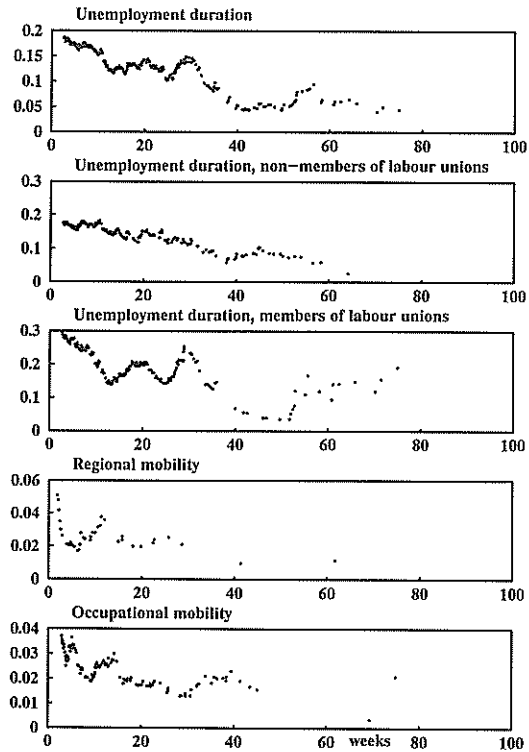 Unemployment duration
0.2
0.15
0.1
0.05
0
0 20 40 60 80 100
Unemployment duration, non-members of labour unions
0.3
0.2
0.1
0
0 20 40 60 80 100
Unemployment duration, members of labour unions
0.3
0.2
0.1
0
0 20 40 60 80 100
Regional mobility
0.06
0.04
0.02
0
0 20 40 60 80 100
Occupational mobility
0.04
0.03
0.02
0.01
0
0 20 40 60 weeks 80 100